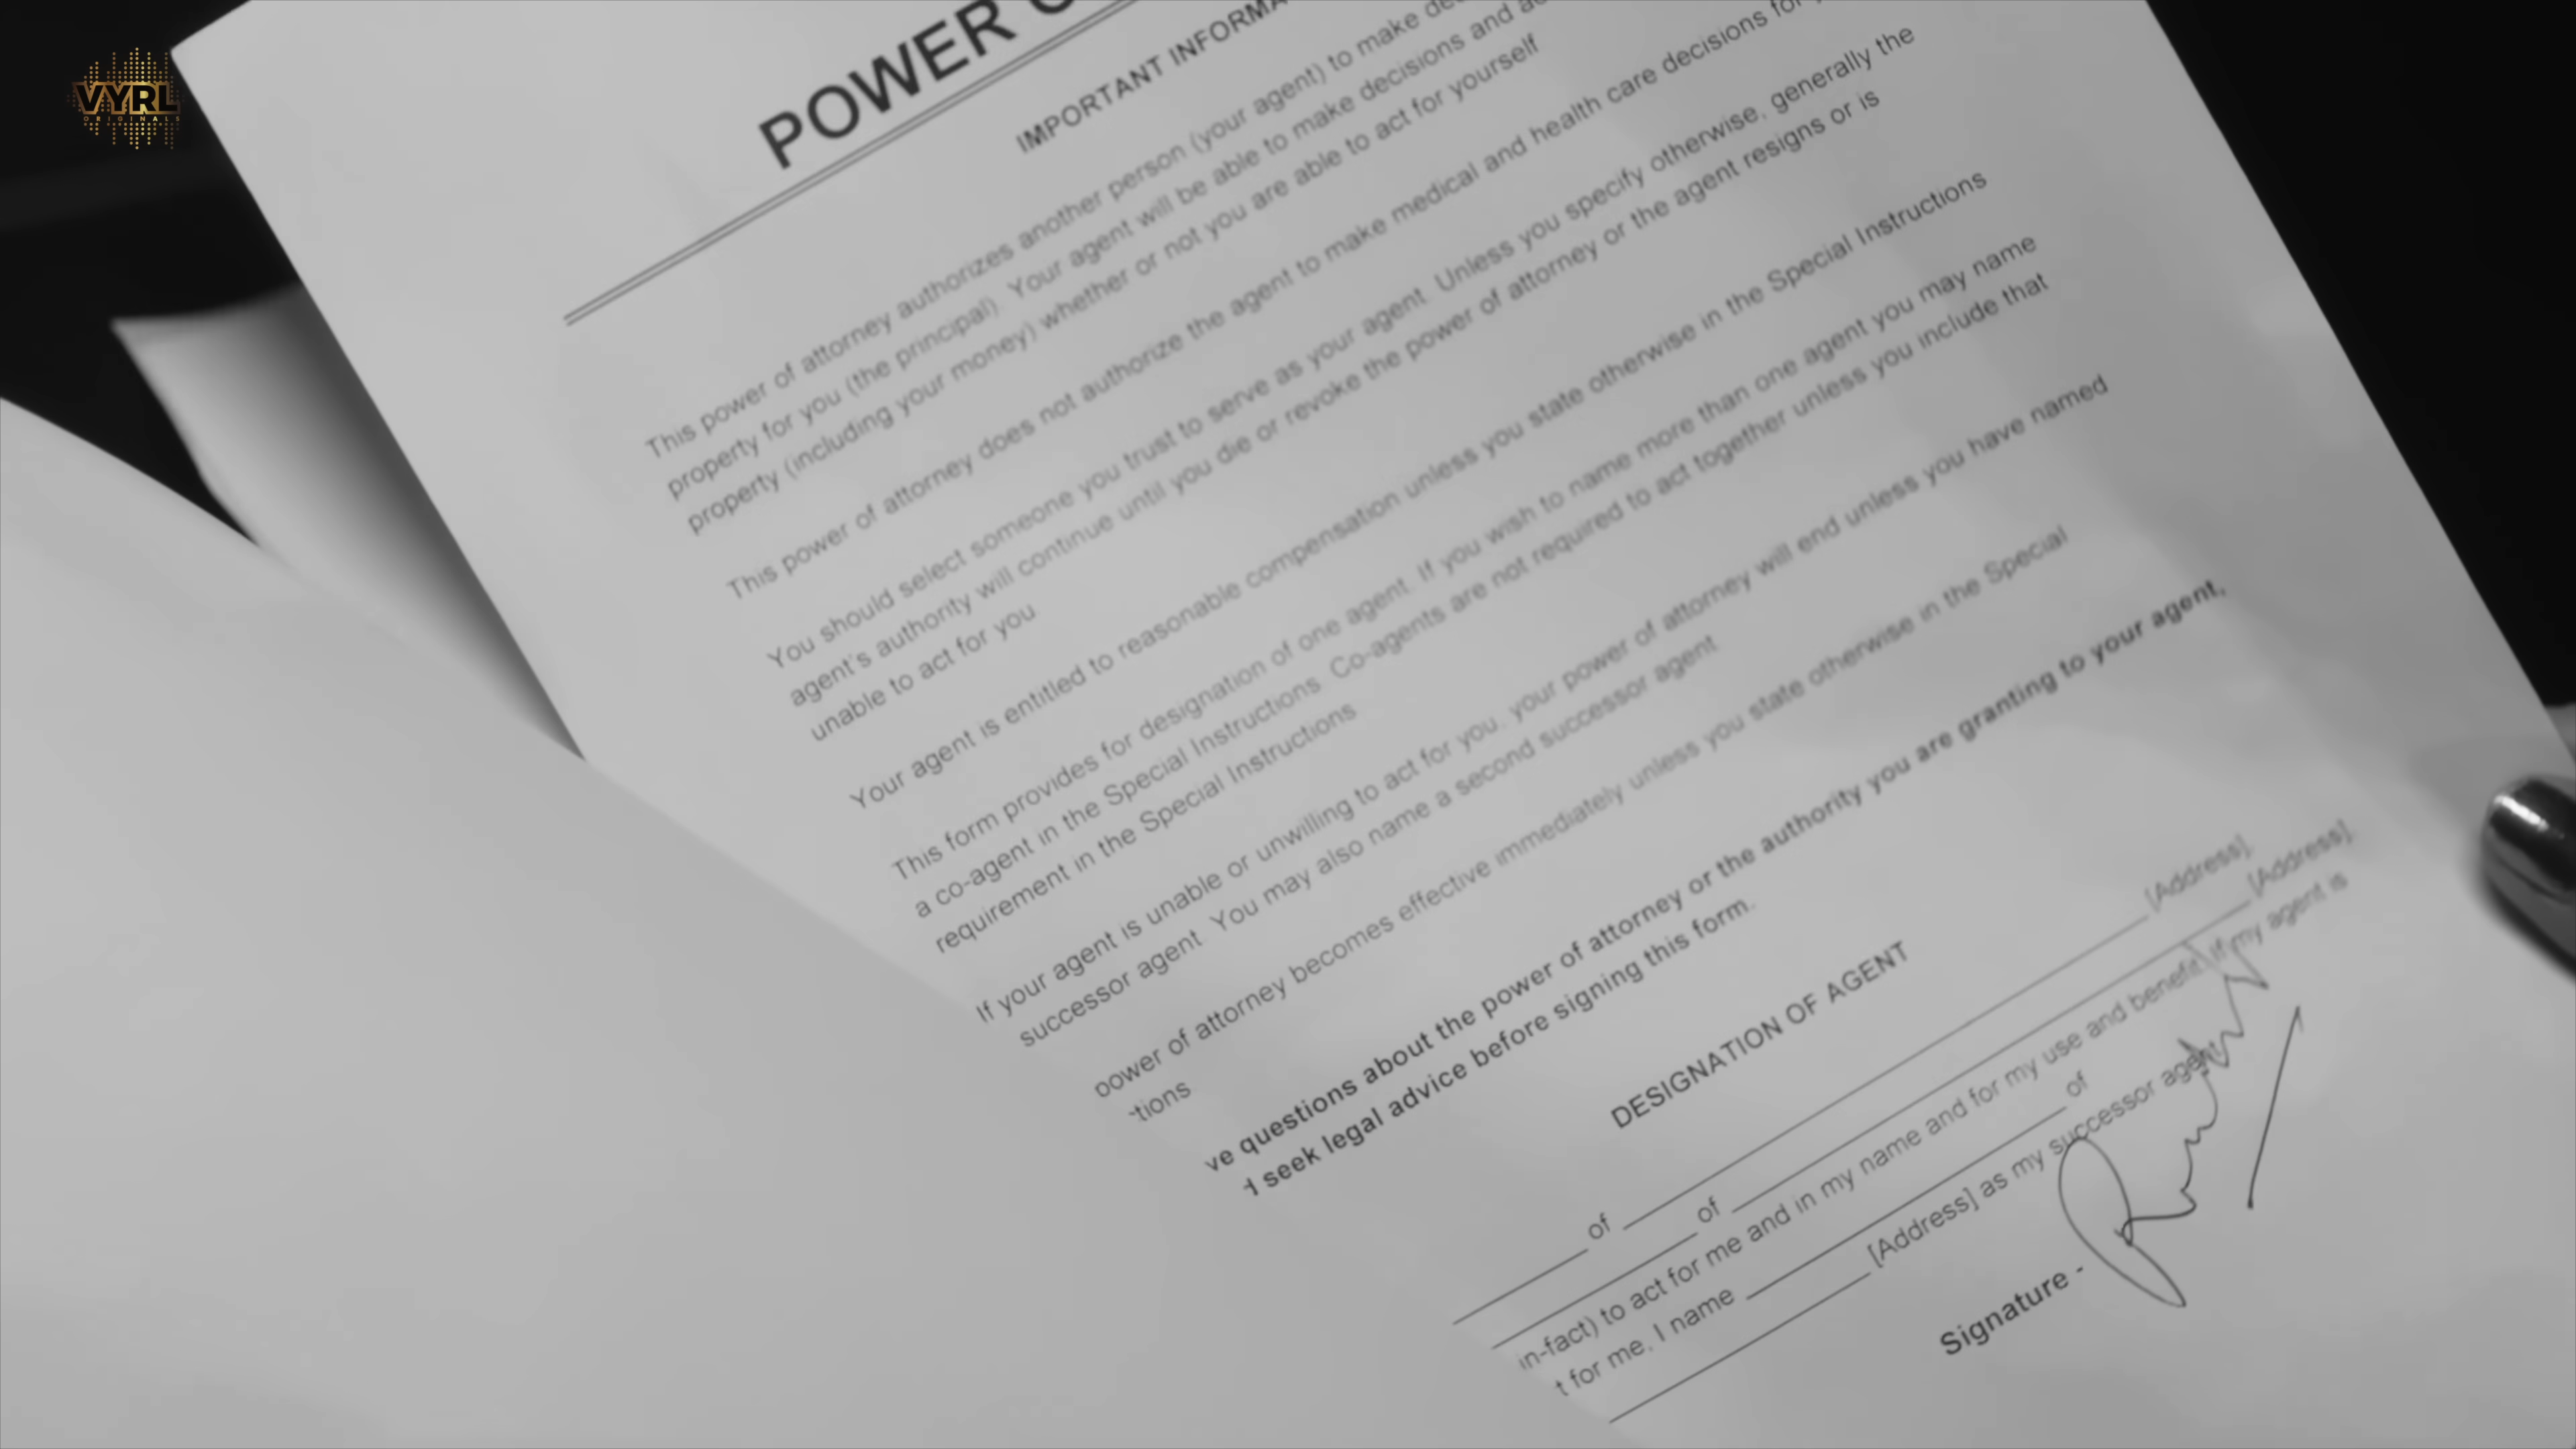 VYRL
ORIGINALS
POWER
IMPORTANT INFORMA
This power of attorney authorizes another person (your agent) to make
property for you (the principal). Your agent will be able to make decisions and
property (including your money) whether or not you are able to act for yourself
This power of attorney does not authorize the agent to make medical and health care decisions for
You should select someone you trust to serve as your agent. Unless you specify otherwise, generally the
agent's authority will continue until you die or revoke the power of attorney or the agent resigns or is
unable to act for you
Your agent is entitled to reasonable compensation unless you state otherwise in the Special Instructions
This form provides for designation of one agent. If you wish to name more than one agent you may name
a co-agent in the Special Instructions. Co-agents are not required to act together unless you include that
requirement in the Special Instructions
If your agent is unable or unwilling to act for you, your power of attorney will end unless you have named
successor agent. You may also name a second successor agent
power of attorney becomes effective immediately unless you state otherwise in the Special
tions
ve questions about the power of attorney or the authority you are granting to your agent,
seek legal advice before signing this form.
DESIGNATION OF AGENT
of [Address].
of [Address].
in-fact) to act for me and in my name and for my use and benefit. If my agent is
t for me, I name of
[Address] as my successor agent
Signature -